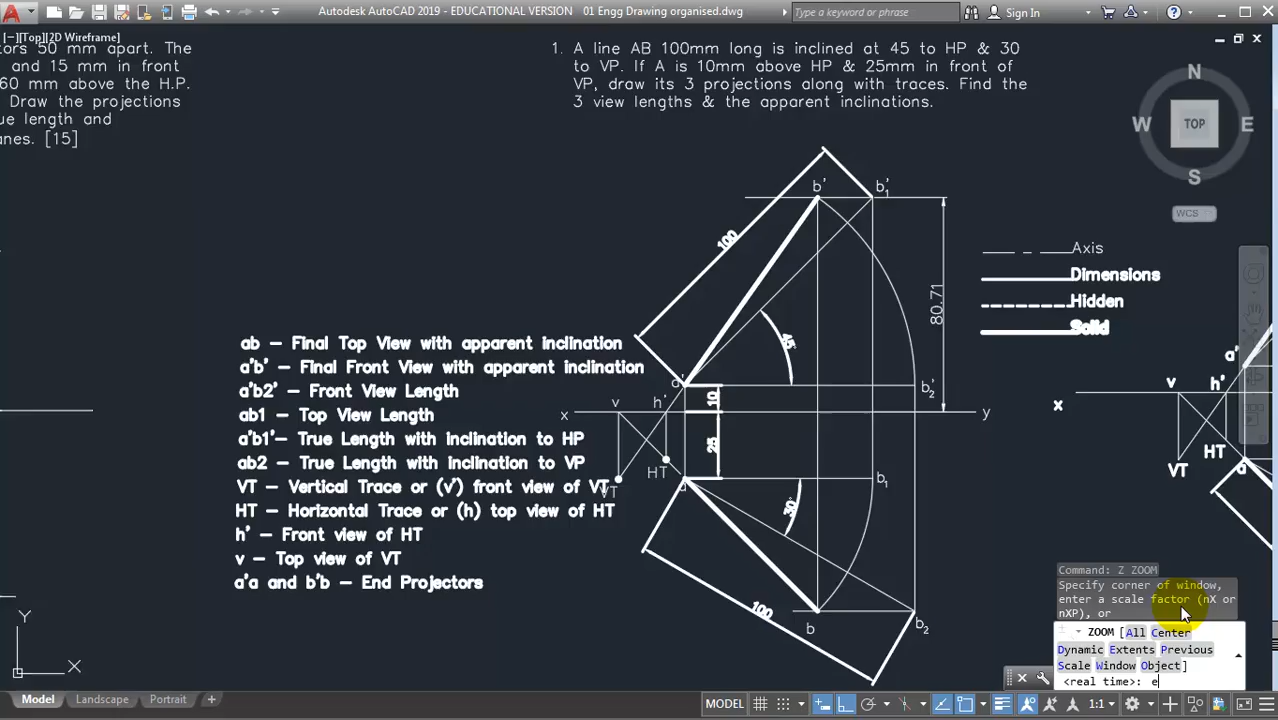 Autodesk AutoCAD 2019 - EDUCATIONAL VERSION 01 Engg Drawing organised.dwg
Type a keyword or phrase
Sign In
[−][Top][2D Wireframe]
tors 50 mm apart. The
and 15 mm in front
60 mm above the H.P.
Draw the projections
ue length and
anes. [15]
1. A line AB 100mm long is inclined at 45 to HP & 30
to VP. If A is 10mm above HP & 25mm in front of
VP, draw its 3 projections along with traces. Find the
3 view lengths & the apparent inclinations.
N
W
TOP
E
S
WCS
b'
b1'
100
80.71
45°
Axis
Dimensions
Hidden
Solid
ab – Final Top View with apparent inclination
a'b' – Final Front View with apparent inclination
a'b2' – Front View Length
ab1 – Top View Length
a'b1'– True Length with inclination to HP
ab2 – True Length with inclination to VP
VT – Vertical Trace or (v') front view of VT
HT – Horizontal Trace or (h) top view of HT
h' – Front view of HT
v – Top view of VT
a'a and b'b – End Projectors
a'
b2'
10
x
v
h'
y
25
HT
VT
a
b1
30°
100
b
b2
a'
v
h'
x
HT
VT
a
Command: Z ZOOM
Specify corner of window,
enter a scale factor (nX or
nXP), or
ZOOM [All Center
Dynamic Extents Previous
Scale Window Object]
<real time>: e
Y
X
Model
Landscape
Portrait
+
MODEL
1:1